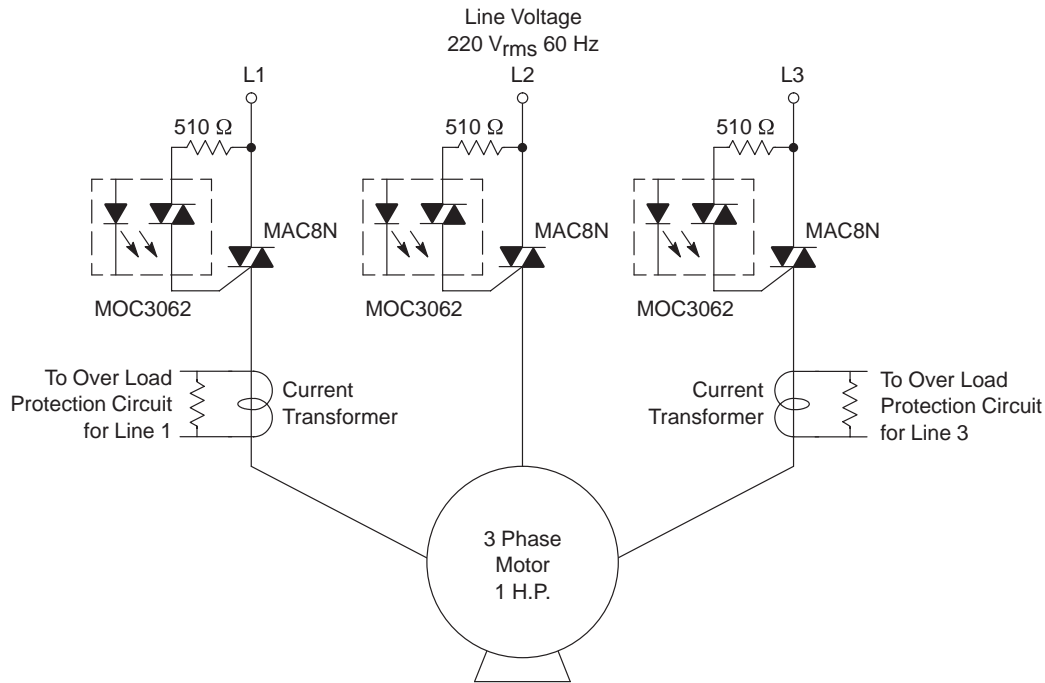 Line Voltage
220 Vrms 60 Hz
L1
L2
L3
510 Ω
510 Ω
510 Ω
MAC8N
MAC8N
MAC8N
MOC3062
MOC3062
MOC3062
To Over Load
Protection Circuit
for Line 1
Current
Transformer
Current
Transformer
To Over Load
Protection Circuit
for Line 3
3 Phase
Motor
1 H.P.